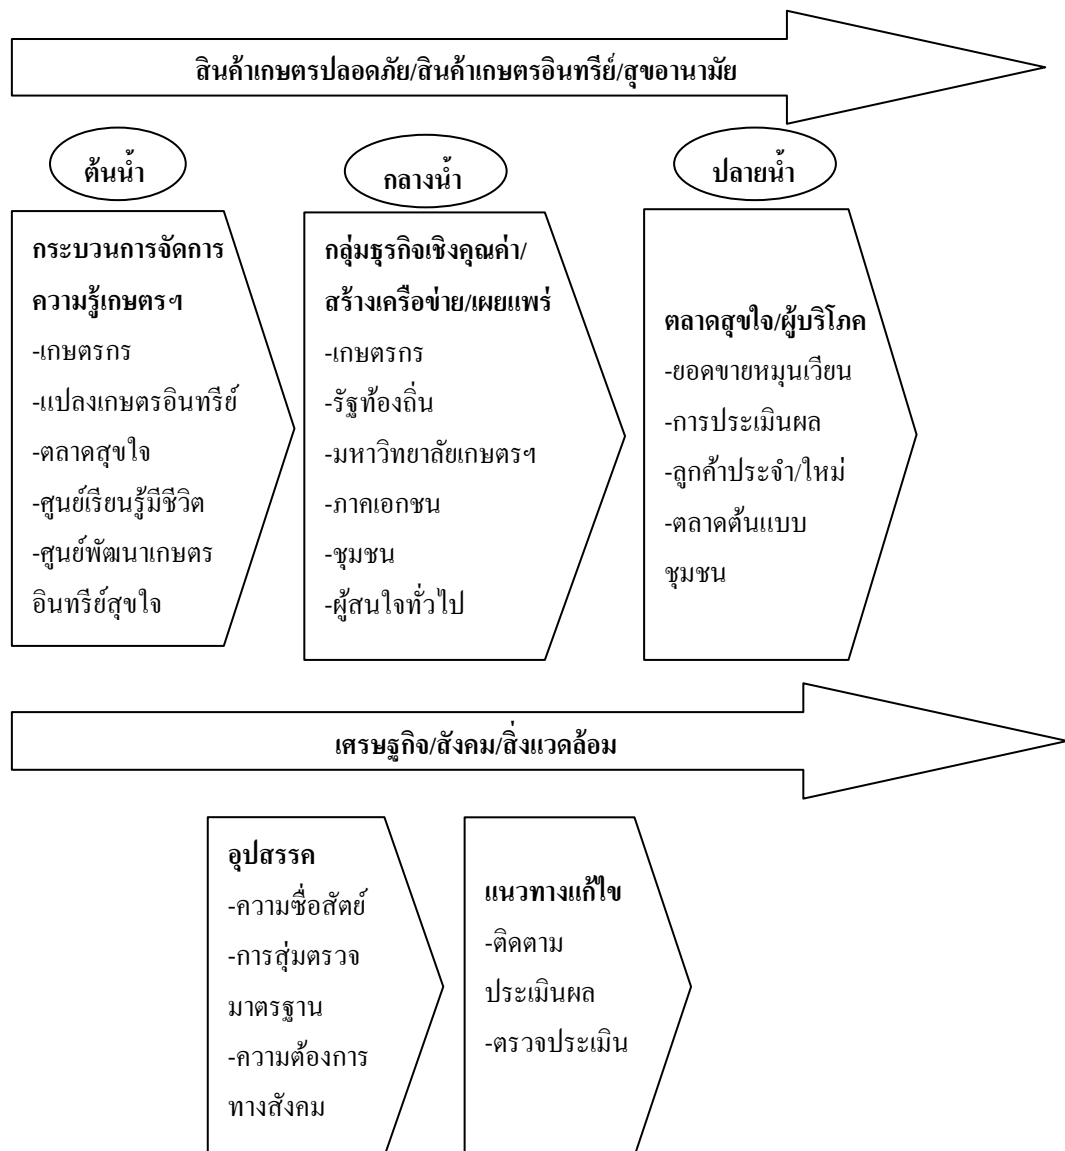 สินค้าเกษตรปลอดภัย/สินค้าเกษตรอินทรีย์/สุขอานามัย
ต้นน้ำ
กลางน้ำ
ปลายน้ำ
กระบวนการจัดการ
ความรู้เกษตรฯ
-เกษตรกร
-แปลงเกษตรอินทรีย์
-ตลาดสุขใจ
-ศูนย์เรียนรู้มีชีวิต
-ศูนย์พัฒนาเกษตร
อินทรีย์สุขใจ
กลุ่มธุรกิจเชิงคุณค่า/
สร้างเครือข่าย/เผยแพร่
-เกษตรกร
-รัฐท้องถิ่น
-มหาวิทยาลัยเกษตรฯ
-ภาคเอกชน
-ชุมชน
-ผู้สนใจทั่วไป
ตลาดสุขใจ/ผู้บริโภค
-ยอดขายหมุนเวียน
-การประเมินผล
-ลูกค้าประจำ/ใหม่
-ตลาดต้นแบบ
ชุมชน
เศรษฐกิจ/สังคม/สิ่งแวดล้อม
อุปสรรค
-ความซื่อสัตย์
-การสุ่มตรวจ
มาตรฐาน
-ความต้องการ
ทางสังคม
แนวทางแก้ไข
-ติดตาม
ประเมินผล
-ตรวจประเมิน